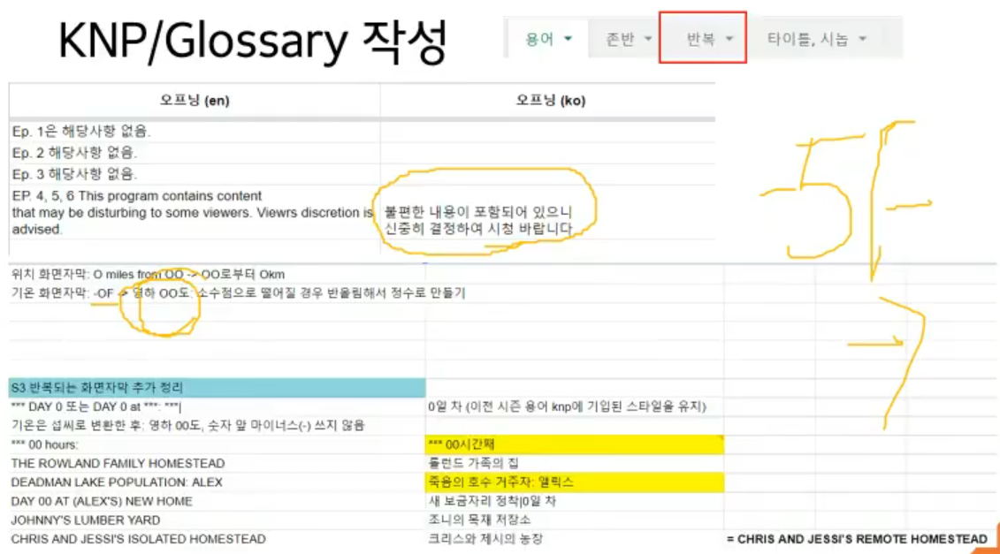 KNP/Glossary 작성
용어 존반 반복 타이틀, 시놉
오프닝 (en) 오프닝 (ko)
Ep. 1은 해당사항 없음.
Ep. 2 해당사항 없음.
Ep. 3 해당사항 없음.
EP. 4, 5, 6 This program contains content
that may be disturbing to some viewers. Viewrs discretion is
advised.
불편한 내용이 포함되어 있으니
신중히 결정하여 시청 바랍니다
위치 화면자막: O miles from OO -> OO로부터 0km
기온 화면자막: -OF -> 영하 OO도: 소수점으로 떨어질 경우 반올림해서 정수로 만들기
S3 반복되는 화면자막 추가 정리
*** DAY 0 또는 DAY 0 at ***: ***| 0일 차 (이전 시즌 용어 knp에 기입된 스타일을 유지)
기온은 섭씨로 변환한 후: 영하 00도, 숫자 앞 마이너스(-) 쓰지 않음
*** 00 hours: *** 00시간째
THE ROWLAND FAMILY HOMESTEAD 롤런드 가족의 집
DEADMAN LAKE POPULATION: ALEX 죽음의 호수 거주자: 앨릭스
DAY 00 AT (ALEX'S) NEW HOME 새 보금자리 정착|0일 차
JOHNNY'S LUMBER YARD 조니의 목재 저장소
CHRIS AND JESSI'S ISOLATED HOMESTEAD 크리스와 제시의 농장 = CHRIS AND JESSI'S REMOTE HOMESTEAD
-5